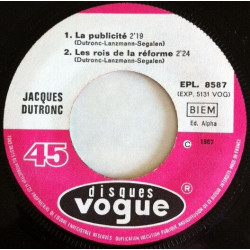 1. La publicité 2'19
Dutronc-Lanzmann-Segalen
2. Les rois de la réforme 2'24
Dutronc-Lanzmann-Segalen
JACQUES
DUTRONC
EPL. 8587
(EXP. 5131 VOG)
BIEM
Ed. Alpha
45
© 1967
disques
vogue ®